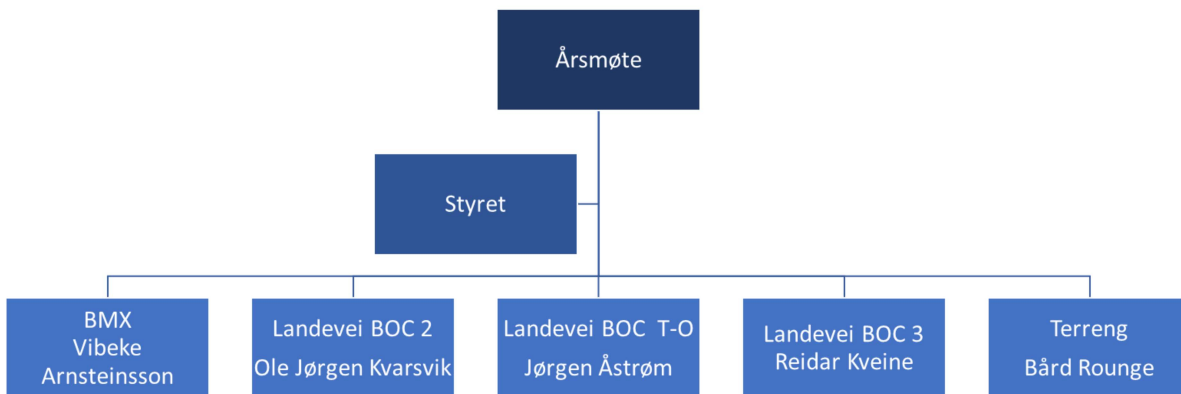 Årsmøte
Styret
BMX
Vibeke
Arnsteinsson
Landevei BOC 2
Ole Jørgen Kvarsvik
Landevei BOC T-O
Jørgen Åstrøm
Landevei BOC 3
Reidar Kveine
Terreng
Bård Rounge